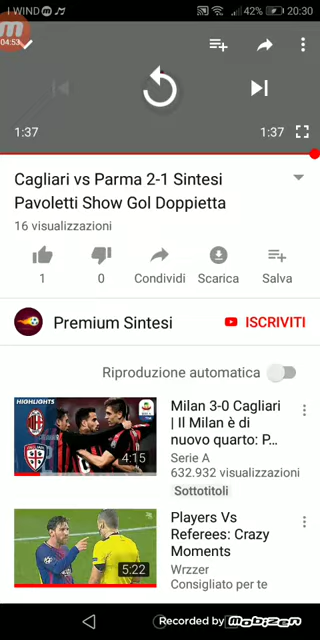 I WIND
42% 20:30
04:53
1:37 1:37
Cagliari vs Parma 2-1 Sintesi
Pavoletti Show Gol Doppietta
16 visualizzazioni
1 0 Condividi Scarica Salva
Premium Sintesi ISCRIVITI
Riproduzione automatica
HIGHLIGHTS
4:15
Milan 3-0 Cagliari
| Il Milan è di
nuovo quarto: P...
Serie A
632.932 visualizzazioni
Sottotitoli
5:22
Players Vs
Referees: Crazy
Moments
Wrzzer
Consigliato per te
Recorded by Mobizen